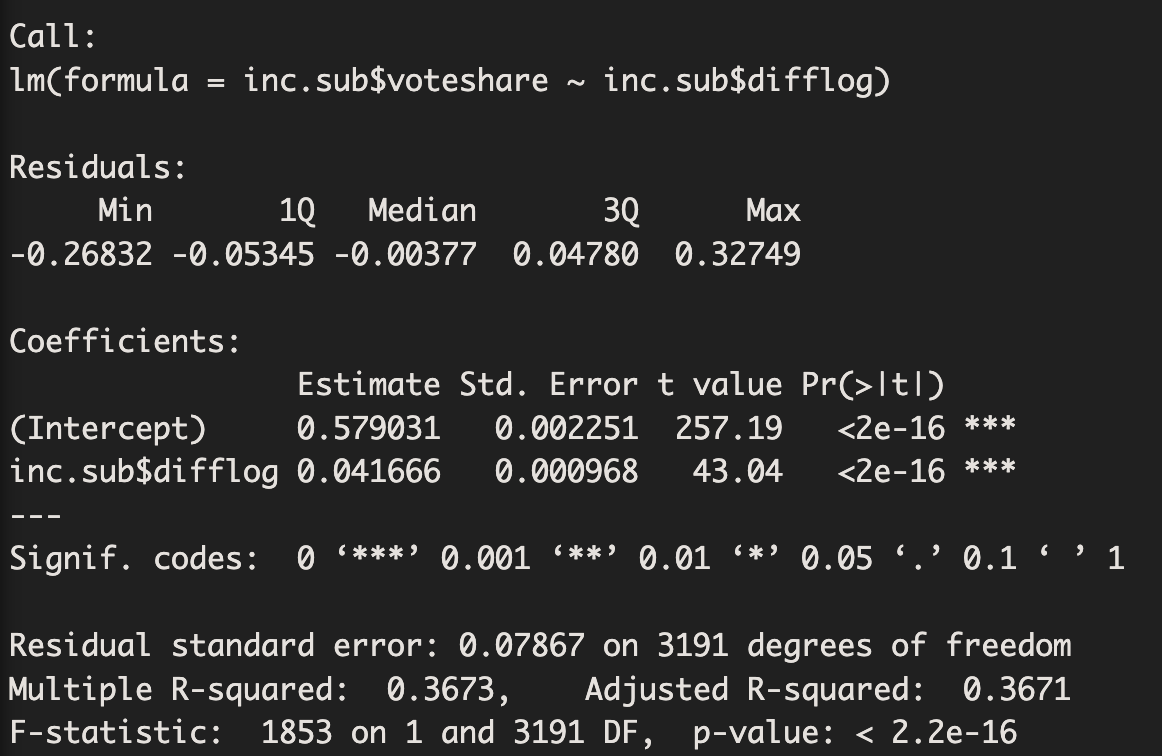 Call:
lm(formula = inc.sub$voteshare ~ inc.sub$difflog)
Residuals:
     Min       1Q   Median       3Q      Max
-0.26832 -0.05345 -0.00377  0.04780  0.32749
Coefficients:
                Estimate Std. Error t value Pr(>|t|)
(Intercept)     0.579031   0.002251  257.19   <2e-16 ***
inc.sub$difflog 0.041666   0.000968   43.04   <2e-16 ***
---
Signif. codes:  0 ‘***’ 0.001 ‘**’ 0.01 ‘*’ 0.05 ‘.’ 0.1 ‘ ’ 1
Residual standard error: 0.07867 on 3191 degrees of freedom
Multiple R-squared:  0.3673,    Adjusted R-squared:  0.3671
F-statistic:  1853 on 1 and 3191 DF,  p-value: < 2.2e-16